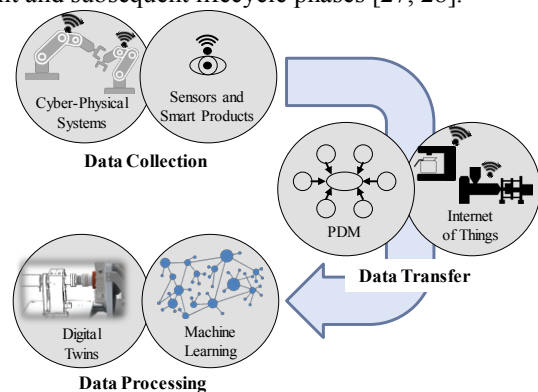 nt and subsequent lifecycle phases [27, 28].
Cyber-Physical
Systems
Sensors and
Smart Products
Data Collection
PDM
Internet
of Things
Data Transfer
Digital
Twins
Machine
Learning
Data Processing